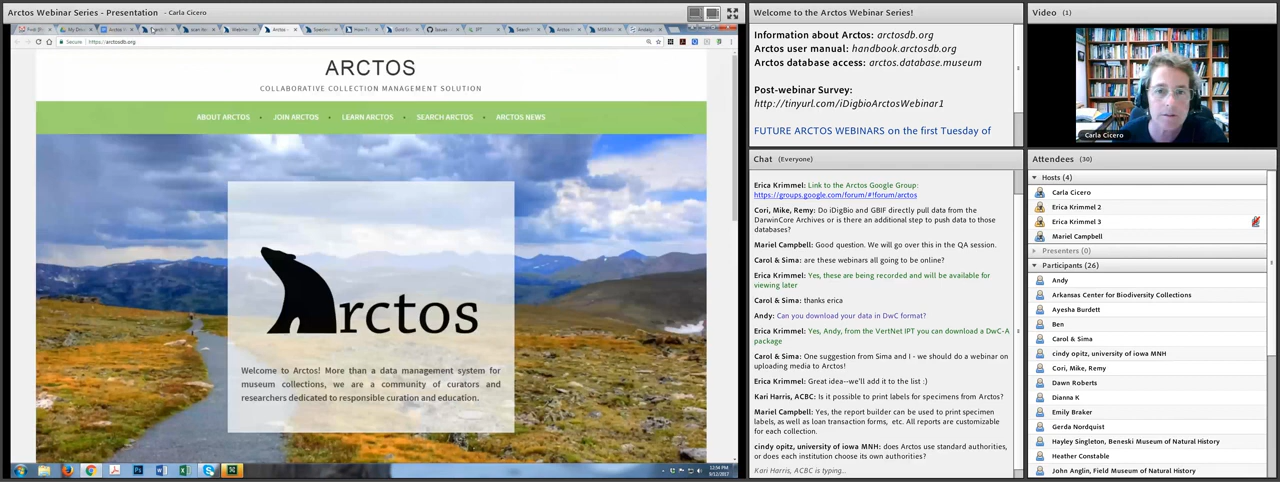 Arctos Webinar Series - Presentation - Carla Cicero
My Driv
Arctos
Secure https://arctosdb.org
ARCTOS
COLLABORATIVE COLLECTION MANAGEMENT SOLUTION
ABOUT ARCTOS • JOIN ARCTOS • LEARN ARCTOS • SEARCH ARCTOS • ARCTOS NEWS
Arctos
Welcome to Arctos! More than a data management system for
museum collections, we are a community of curators and
researchers dedicated to responsible curation and education.
12:54 PM
9/12/2017
Welcome to the Arctos Webinar Series!
Information about Arctos: arctosdb.org
Arctos user manual: handbook.arctosdb.org
Arctos database access: arctos.database.museum
Post-webinar Survey:
http://tinyurl.com/iDigbioArctosWebinar1
FUTURE ARCTOS WEBINARS on the first Tuesday of
Chat (Everyone)
Erica Krimmel: Link to the Arctos Google Group:
https://groups.google.com/forum/#!forum/arctos
Cori, Mike, Remy: Do iDigBio and GBIF directly pull data from the
DarwinCore Archives or is there an additional step to push data to those
databases?
Mariel Campbell: Good question. We will go over this in the QA session.
Carol & Sima: are these webinars all going to be online?
Erica Krimmel: Yes, these are being recorded and will be available for
viewing later
Carol & Sima: thanks erica
Andy: Can you download your data in DwC format?
Erica Krimmel: Yes, Andy, from the VertNet IPT you can download a DwC-A
package
Carol & Sima: One suggestion from Sima and I - we should do a webinar on
uploading media to Arctos!
Erica Krimmel: Great idea--we'll add it to the list :)
Kari Harris, ACBC: Is it possible to print labels for specimens from Arctos?
Mariel Campbell: Yes, the report builder can be used to print specimen
labels, as well as loan transaction forms, etc. All reports are customizable
for each collection.
cindy opitz, university of iowa MNH: does Arctos use standard authorities,
or does each institution choose its own authorities?
Kari Harris, ACBC is typing...
Video (1)
Carla Cicero
Attendees (30)
Hosts (4)
Carla Cicero
Erica Krimmel 2
Erica Krimmel 3
Mariel Campbell
Presenters (0)
Participants (26)
Andy
Arkansas Center for Biodiversity Collections
Ayesha Burdett
Ben
Carol & Sima
cindy opitz, university of iowa MNH
Cori, Mike, Remy
Dawn Roberts
Dianna K
Emily Braker
Gerda Nordquist
Hayley Singleton, Beneski Museum of Natural History
Heather Constable
John Anglin, Field Museum of Natural History